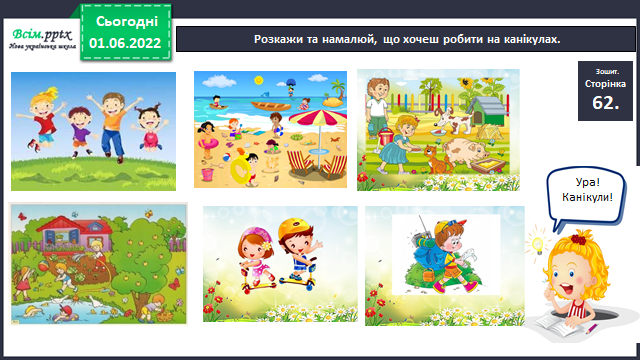 Всім.pptx
Нова українська школа
Сьогодні
01.06.2022
Розкажи та намалюй, що хочеш робити на канікулах.
Зошит.
Сторінка
62.
Ура!
Канікули!